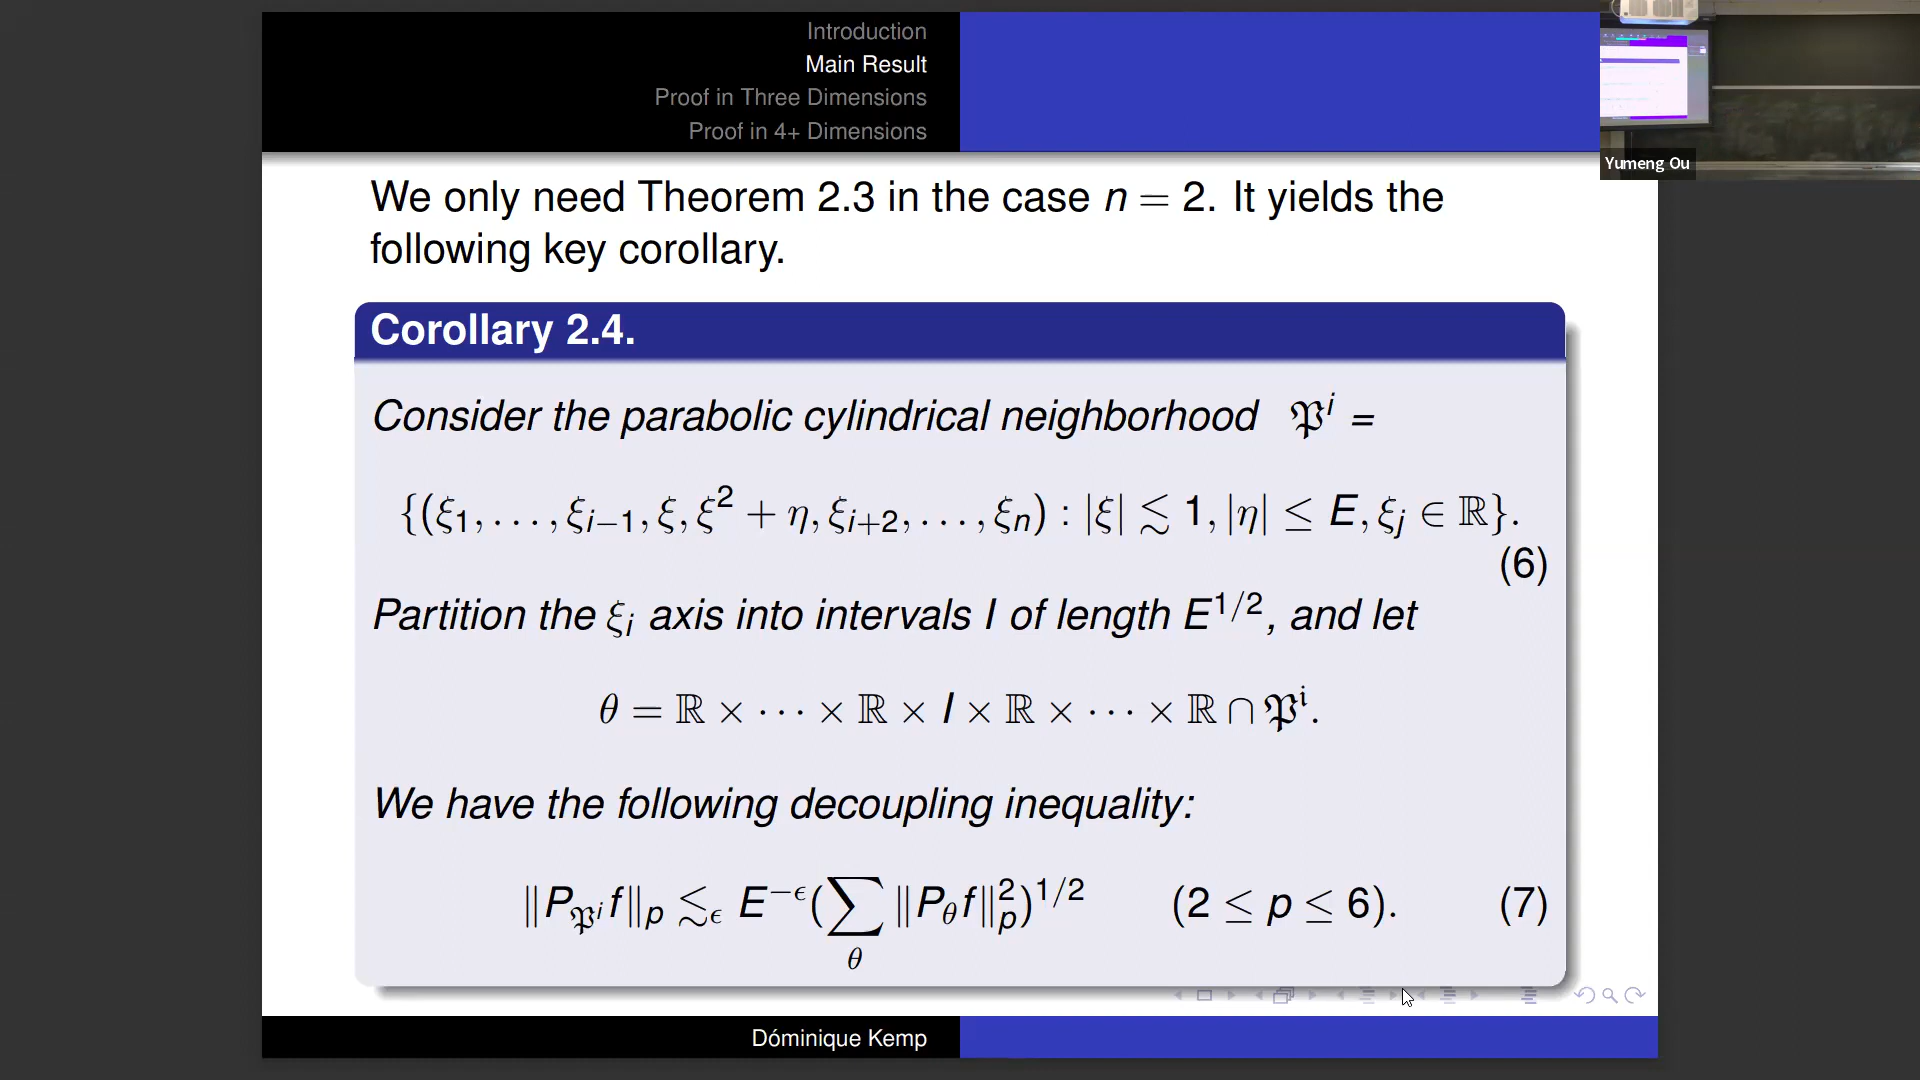 Introduction
Main Result
Proof in Three Dimensions
Proof in 4+ Dimensions
Yumeng Ou
We only need Theorem 2.3 in the case n = 2. It yields the
following key corollary.
Corollary 2.4.
Consider the parabolic cylindrical neighborhood 𝔓^i =
{(ξ_1, . . . , ξ_{i−1}, ξ, ξ^2 + η, ξ_{i+2}, . . . , ξ_n) : |ξ| ≲ 1, |η| ≤ E, ξ_j ∈ ℝ}.
(6)
Partition the ξ_i axis into intervals I of length E^{1/2}, and let
θ = ℝ × · · · × ℝ × I × ℝ × · · · × ℝ ∩ 𝔓^i.
We have the following decoupling inequality:
‖P_{𝔓^i} f‖_p ≲_ϵ E^{−ϵ}(∑_θ ‖P_θ f‖_p^2)^{1/2} (2 ≤ p ≤ 6). (7)
Dóminique Kemp